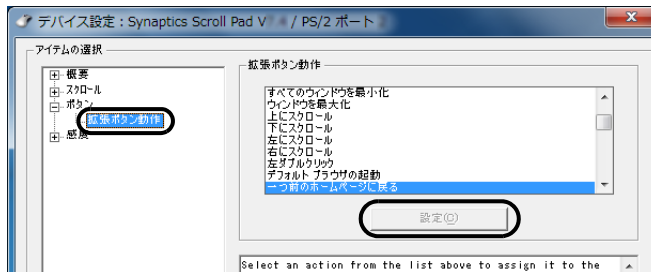 デバイス設定:Synaptics Scroll Pad V / PS/2 ポート
アイテムの選択
概要
スクロール
ボタン
拡張ボタン動作
感度
拡張ボタン動作
すべてのウィンドウを最小化
ウィンドウを最大化
上にスクロール
下にスクロール
左にスクロール
右にスクロール
左ダブルクリック
デフォルト ブラウザの起動
一つ前のホームページに戻る
設定(C)
Select an action from the list above to assign it to the